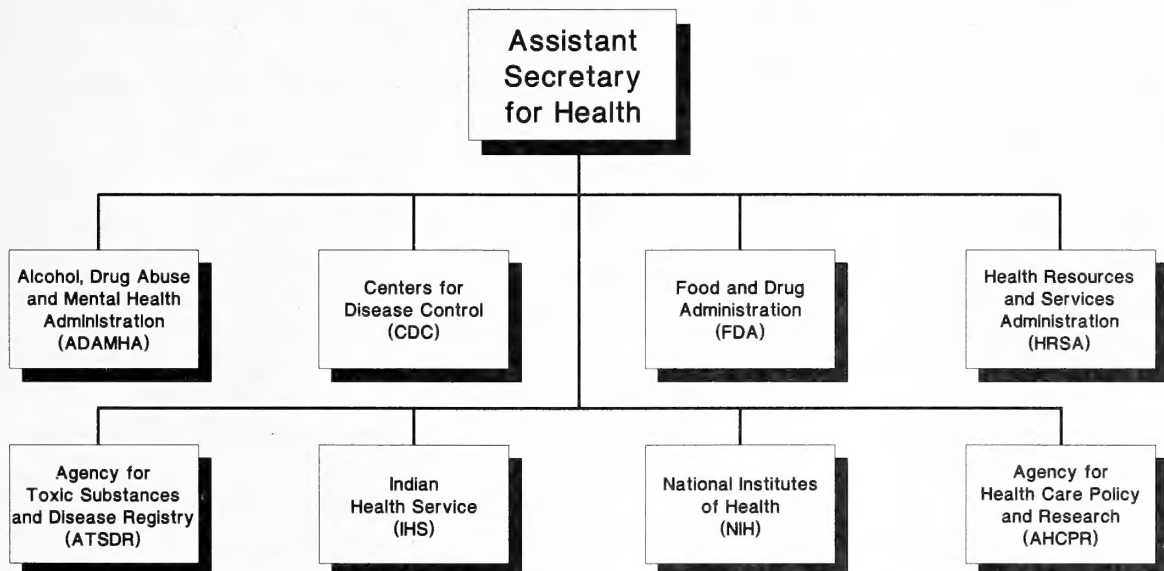 Assistant
Secretary
for Health
Alcohol, Drug Abuse
and Mental Health
Administration
(ADAMHA)
Centers for
Disease Control
(CDC)
Food and Drug
Administration
(FDA)
Health Resources
and Services
Administration
(HRSA)
Agency for
Toxic Substances
and Disease Registry
(ATSDR)
Indian
Health Service
(IHS)
National Institutes
of Health
(NIH)
Agency for
Health Care Policy
and Research
(AHCPR)